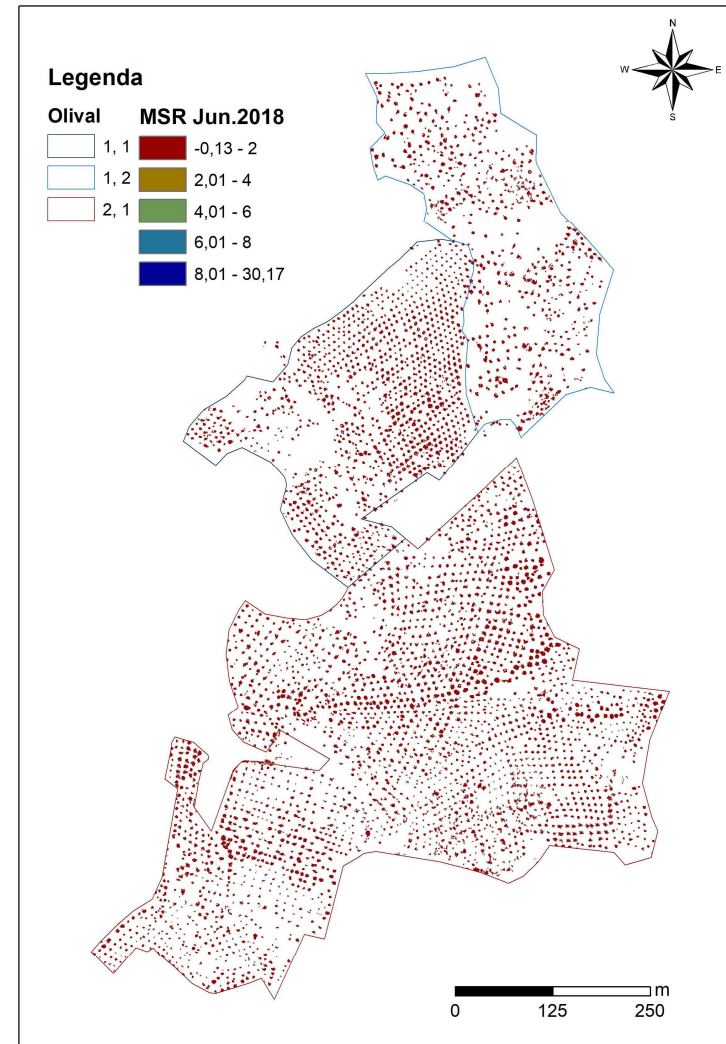 N
W E
S
Legenda
Olival MSR Jun.2018
1, 1 -0,13 - 2
1, 2 2,01 - 4
2, 1 4,01 - 6
6,01 - 8
8,01 - 30,17
m
0 125 250